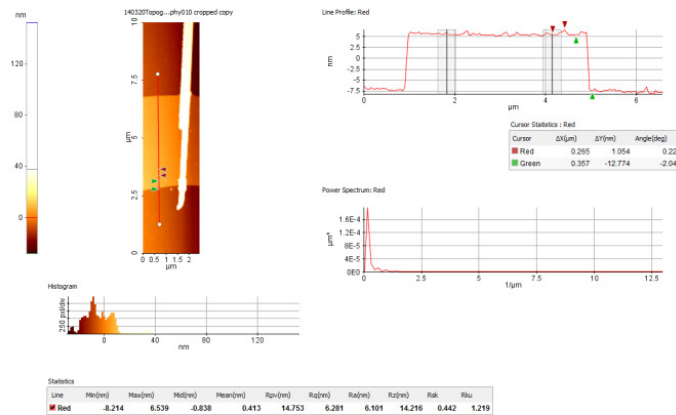 nm
150
120
80
40
0
140320Topog...phy010 cropped copy
10
7.5
5
2.5
0
µm
0 0.5 1 1.5 2
µm
Line Profile: Red
5
2.5
0
-2.5
-5
-7.5
nm
0 2 4 6
µm
Cursor Statistics : Red
Cursor ΔX(µm) ΔY(nm) Angle(deg)
Red 0.265 1.054 0.22
Green 0.357 -12.774 -2.04
Power Spectrum: Red
1.6E-4
1.2E-4
8E-5
4E-5
0E0
0 2.5 5 7.5 10 12.5
1/µm
Histogram
250 pxl/div
0 40 80 120
nm
Statistics
Line Min(nm) Max(nm) Mid(nm) Mean(nm) Rpv(nm) Rq(nm) Ra(nm) Rz(nm) Rsk Rku
Red -8.214 6.539 -0.838 0.413 14.753 6.281 6.101 14.216 0.442 1.219